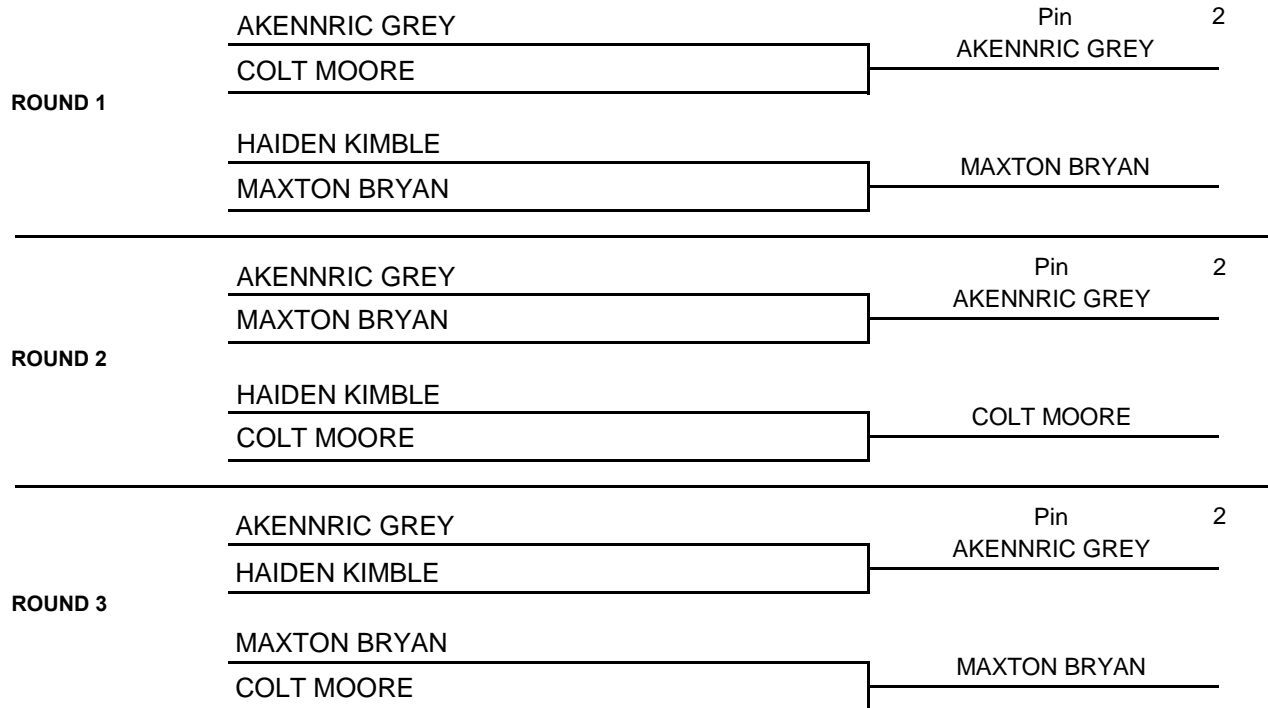 AKENNRIC GREY
Pin 2
AKENNRIC GREY
COLT MOORE
ROUND 1
HAIDEN KIMBLE
MAXTON BRYAN
MAXTON BRYAN
AKENNRIC GREY
Pin 2
AKENNRIC GREY
MAXTON BRYAN
ROUND 2
HAIDEN KIMBLE
COLT MOORE
COLT MOORE
AKENNRIC GREY
Pin 2
AKENNRIC GREY
HAIDEN KIMBLE
ROUND 3
MAXTON BRYAN
MAXTON BRYAN
COLT MOORE